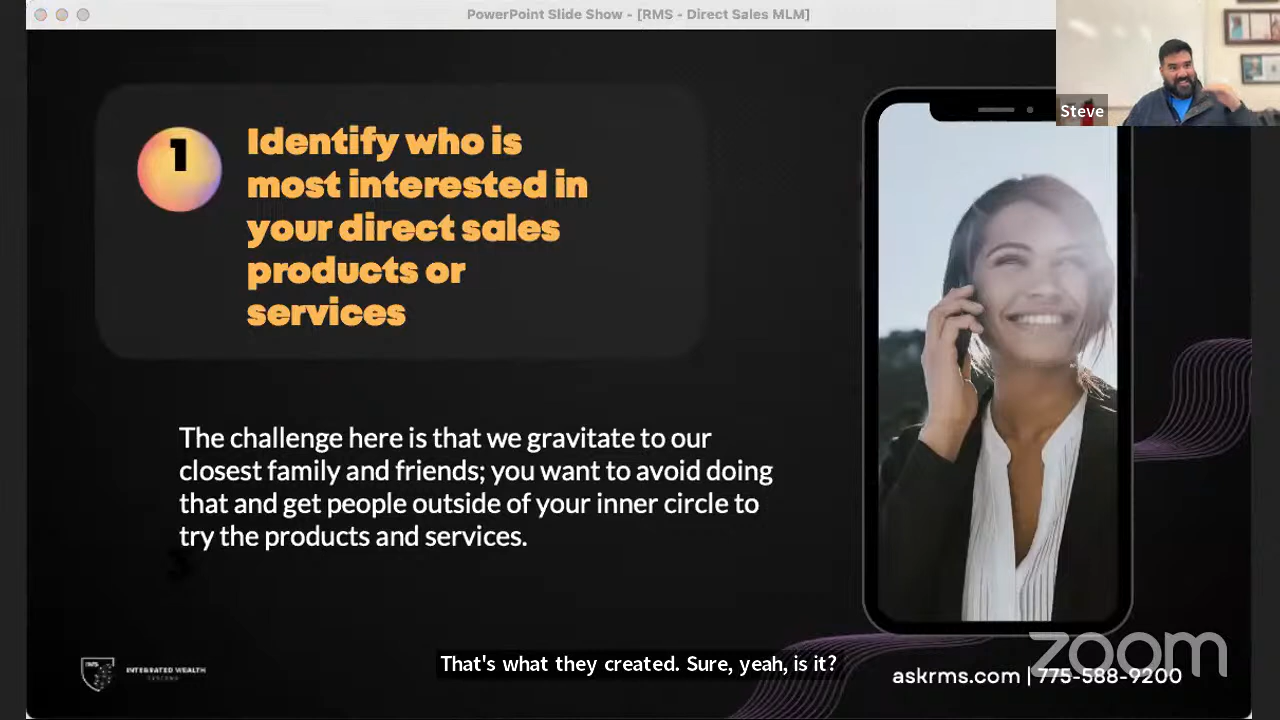 PowerPoint Slide Show - [RMS - Direct Sales MLM]
Steve
1
Identify who is
most interested in
your direct sales
products or
services
The challenge here is that we gravitate to our
closest family and friends; you want to avoid doing
that and get people outside of your inner circle to
try the products and services.
3
RMS
INTEGRATED WEALTH
SYSTEMS
That's what they created. Sure, yeah, is it?
zoom
askrms.com | 775-588-9200